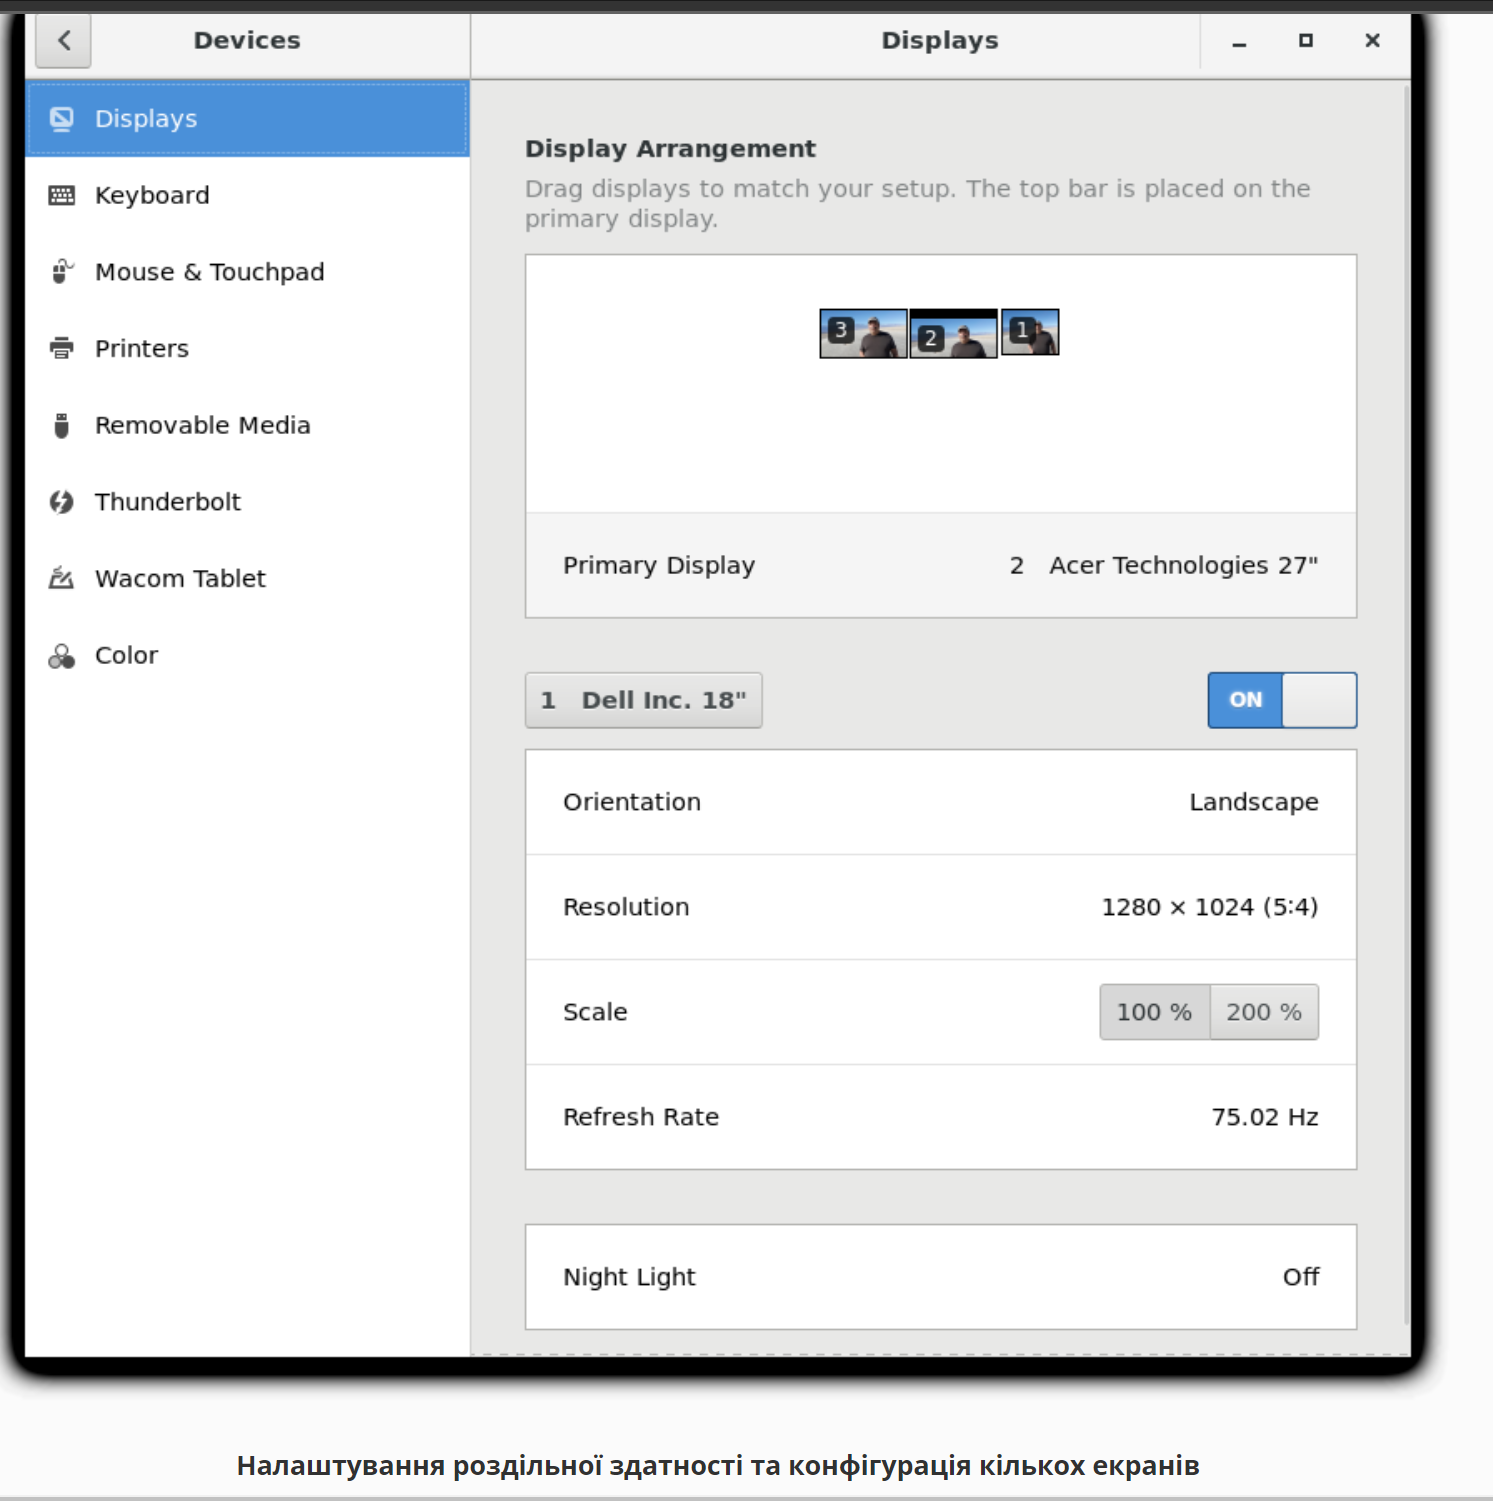 Devices
Displays
Displays
Keyboard
Mouse & Touchpad
Printers
Removable Media
Thunderbolt
Wacom Tablet
Color
Display Arrangement
Drag displays to match your setup. The top bar is placed on the
primary display.
3
2
1
Primary Display 2 Acer Technologies 27"
1 Dell Inc. 18" ON
Orientation Landscape
Resolution 1280 × 1024 (5:4)
Scale 100 % 200 %
Refresh Rate 75.02 Hz
Night Light Off
Налаштування роздільної здатності та конфігурація кількох екранів